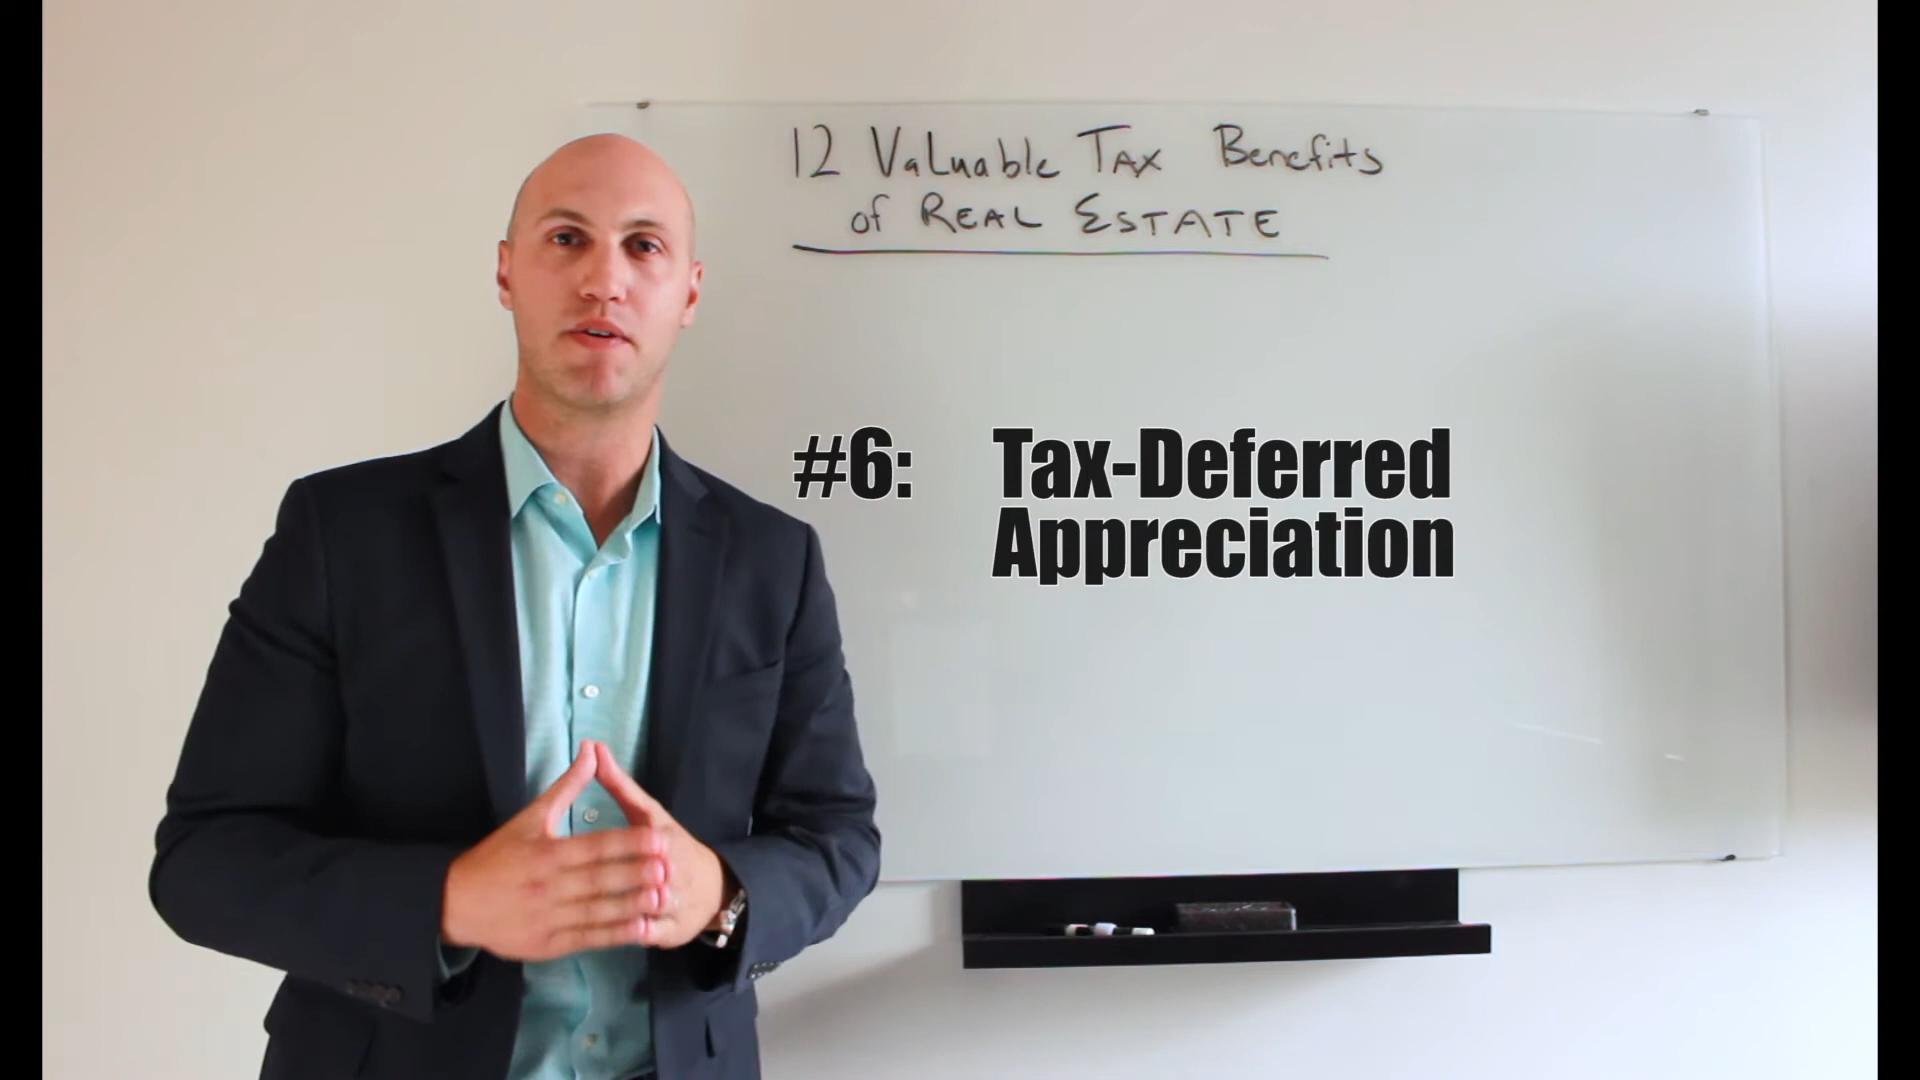 12 Valuable Tax Benefits
of Real Estate
#6: Tax-Deferred
Appreciation